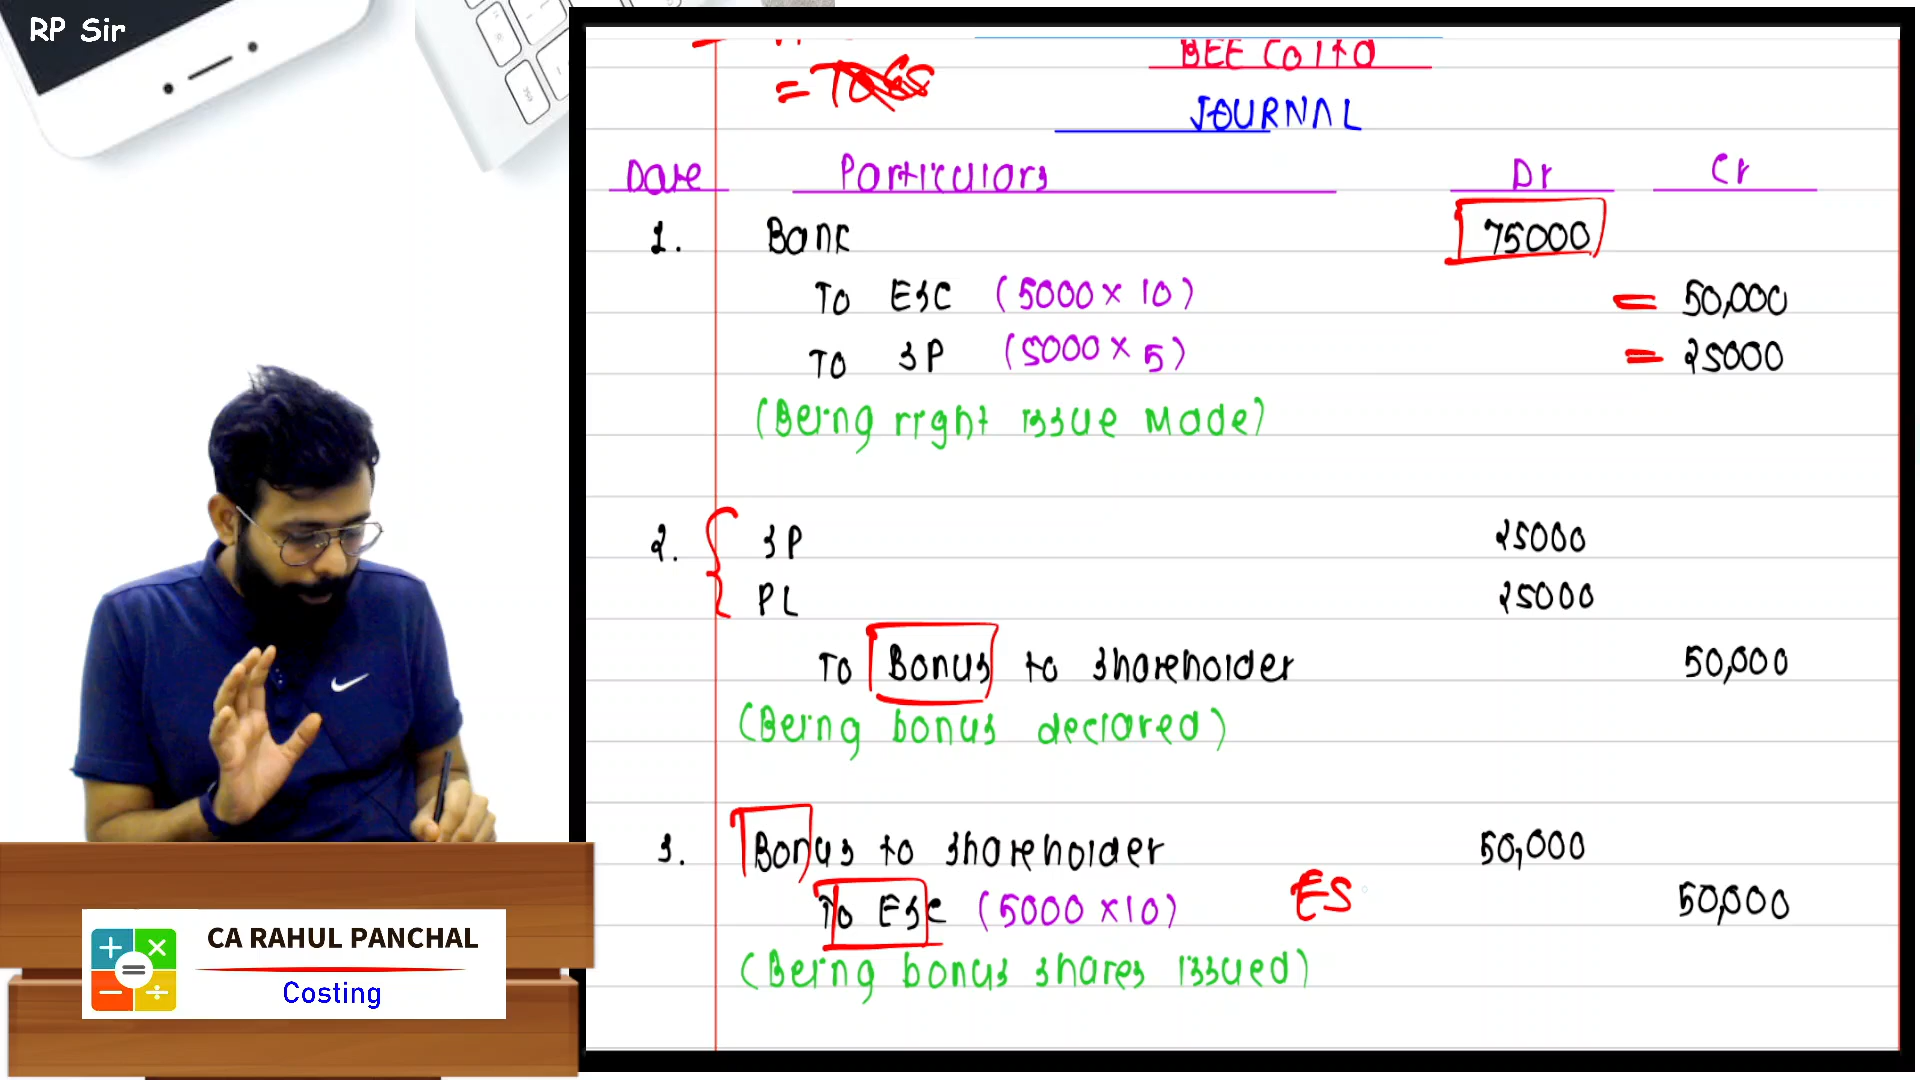 RP Sir
BEE Co Ltd
JOURNAL
Date Particulars Dr Cr
1. Bank 75000
To ESC (5000 × 10) = 50,000
To SP (5000 × 5) = 25000
(Being right issue Made)
2. SP 25000
PL 25000
To Bonus to shareholder 50,000
(Being bonus declared)
3. Bonus to shareholder 50,000
To ESC (5000 ×10) ES 50,000
(Being bonus shares issued)
CA RAHUL PANCHAL
Costing